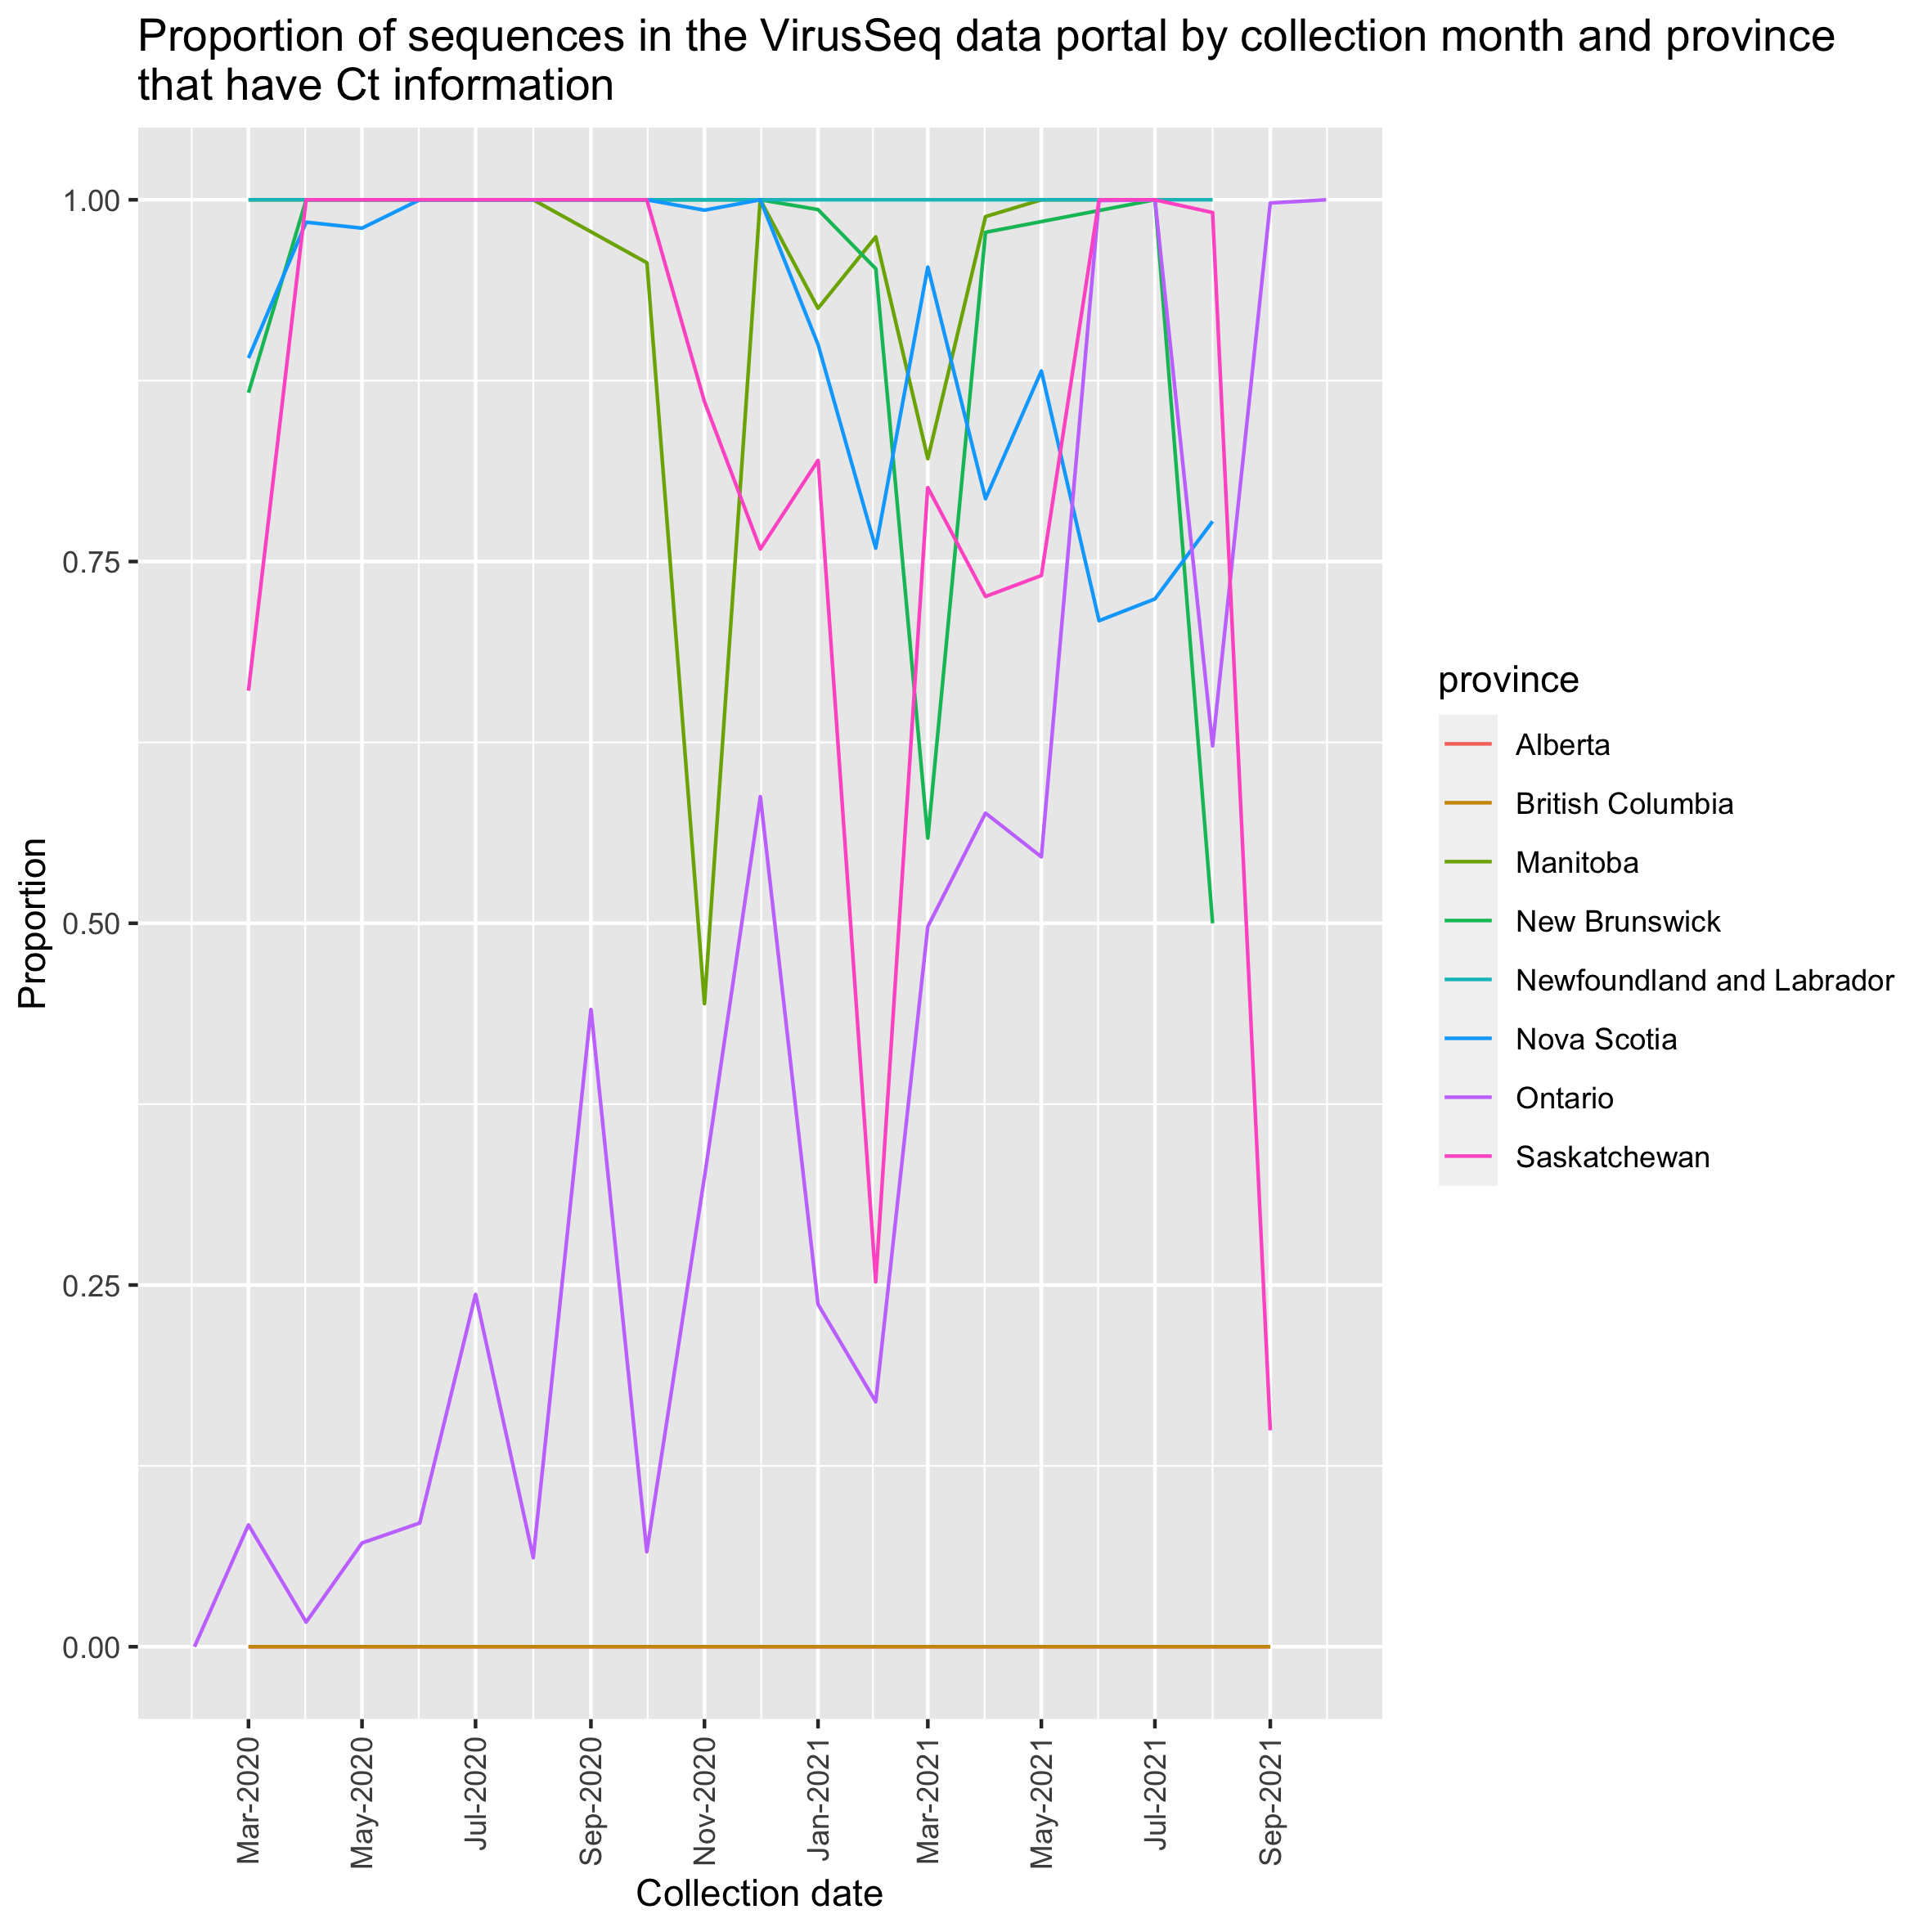 Proportion of sequences in the VirusSeq data portal by collection month and province
that have Ct information
1.00
0.75
0.50
0.25
0.00
Proportion
Mar-2020
May-2020
Jul-2020
Sep-2020
Nov-2020
Jan-2021
Mar-2021
May-2021
Jul-2021
Sep-2021
Collection date
province
Alberta
British Columbia
Manitoba
New Brunswick
Newfoundland and Labrador
Nova Scotia
Ontario
Saskatchewan